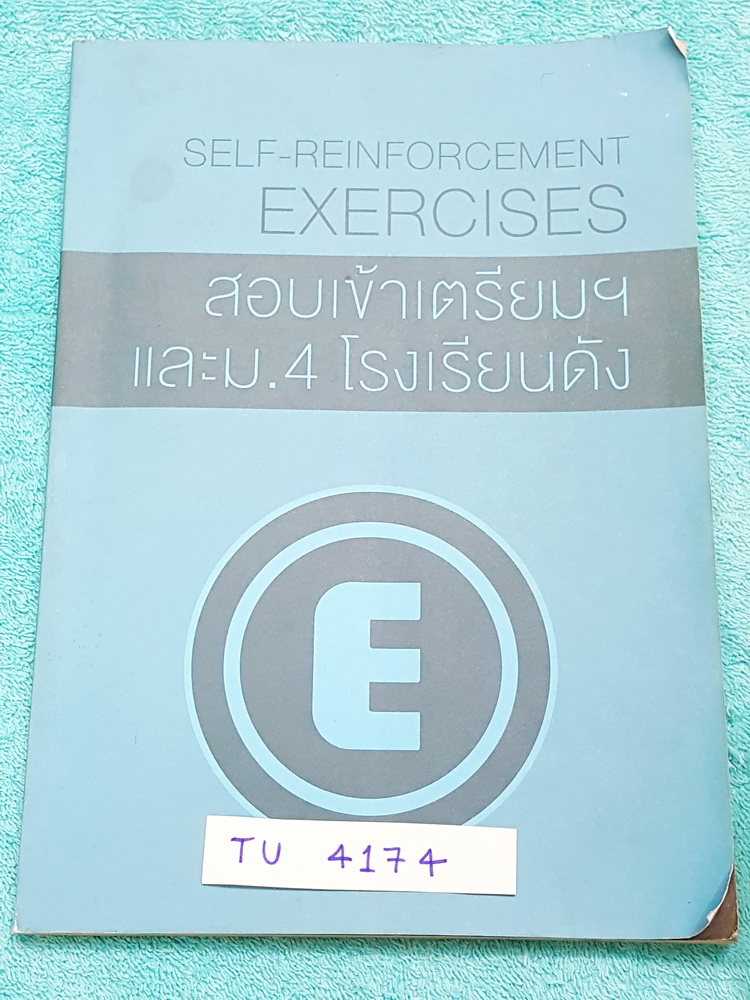 SELF-REINFORCEMENT
EXERCISES
สอบเข้าเตรียมฯ
และม.4 โรงเรียนดัง
E
TU 4174